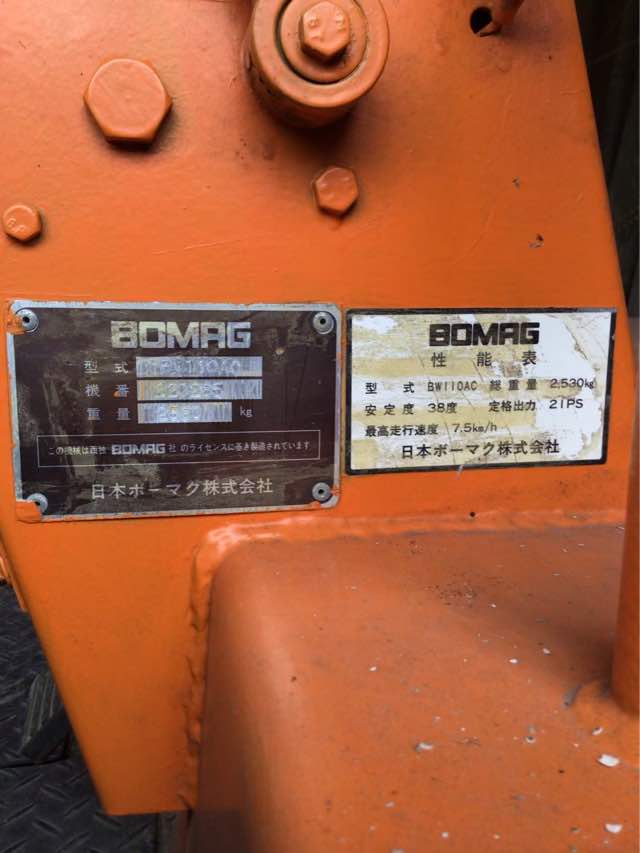 BOMAG
型式 BW110AC
機番
重量 kg
この機械は西独 BOMAG 社 のライセンスに基き製造されています
日本ボーマク株式会社
BOMAG
性能表
型式 BW110AC 総重量 2,530kg
安定度 38度 定格出力 21PS
最高走行速度 7.5km/h
日本ボーマク株式会社